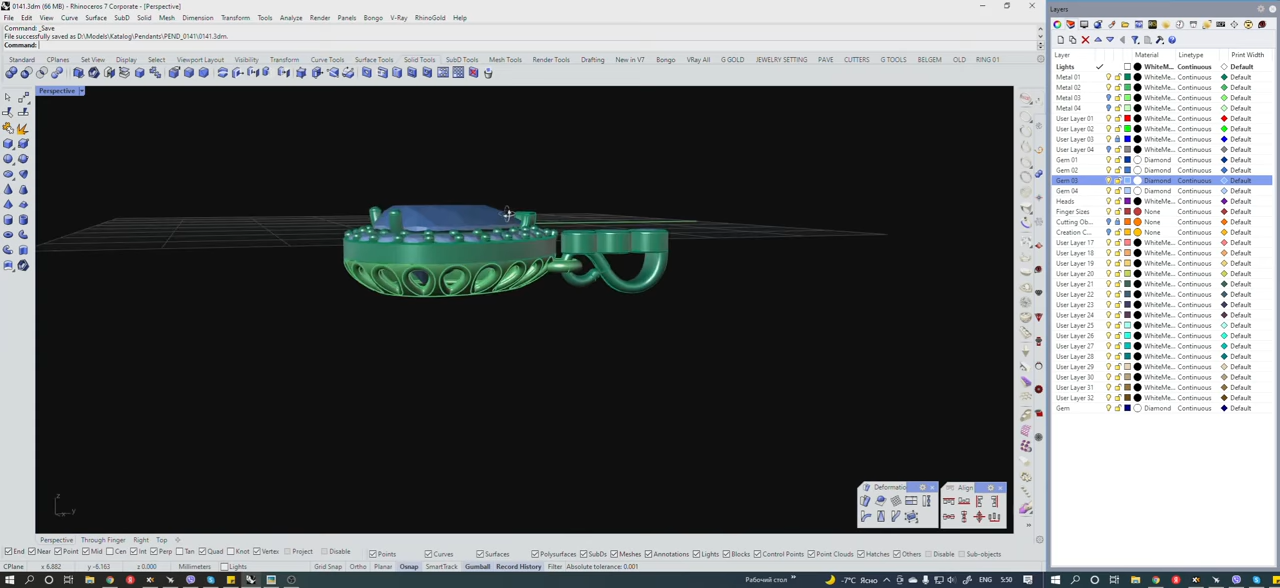 0141.3dm (66 MB) - Rhinoceros 7 Corporate - [Perspective]
File Edit View Curve Surface SubD Solid Mesh Dimension Transform Tools Analyze Render Panels Bongo V-Ray RhinoGold Help
Command: _Save
File successfully saved as D:\Models\Katalog\Pendants\PEND_0141\0141.3dm.
Command:
Standard CPlanes Set View Display Select Viewport Layout Visibility Transform Curve Tools Surface Tools Solid Tools SubD Tools Mesh Tools Render Tools Drafting New in V7 Bongo VRay All G GOLD JEWELRY SETTING PAVE CUTTERS G TOOLS BELGEM OLD RING 01
Perspective
z
x y
Deformatio
Align
Perspective Through Finger Right Top
End Near Point Mid Cen Int Perp Tan Quad Knot Vertex Project Disable Points Curves Surfaces Polysurfaces SubDs Meshes Annotations Lights Blocks Control Points Point Clouds Hatches Others Disable Sub-objects
CPlane x 6.882 y -6.163 z 0.000 Millimeters Lights Grid Snap Ortho Planar Osnap SmartTrack Gumball Record History Filter Absolute tolerance: 0.001
Рабочий стол
-7°C Ясно
ENG 5:50
Layers
Layer Material Linetype Print Width
Lights WhiteM... Continuous Default
Metal 01 WhiteMe... Continuous Default
Metal 02 WhiteMe... Continuous Default
Metal 03 WhiteMe... Continuous Default
Metal 04 WhiteMe... Continuous Default
User Layer 01 WhiteMe... Continuous Default
User Layer 02 WhiteMe... Continuous Default
User Layer 03 WhiteMe... Continuous Default
User Layer 04 WhiteMe... Continuous Default
Gem 01 Diamond Continuous Default
Gem 02 Diamond Continuous Default
Gem 03 Diamond Continuous Default
Gem 04 Diamond Continuous Default
Heads WhiteMe... Continuous Default
Finger Sizes None Continuous Default
Cutting Ob... None Continuous Default
Creation C... None Continuous Default
User Layer 17 WhiteMe... Continuous Default
User Layer 18 WhiteMe... Continuous Default
User Layer 19 WhiteMe... Continuous Default
User Layer 20 WhiteMe... Continuous Default
User Layer 21 WhiteMe... Continuous Default
User Layer 22 WhiteMe... Continuous Default
User Layer 23 WhiteMe... Continuous Default
User Layer 24 WhiteMe... Continuous Default
User Layer 25 WhiteMe... Continuous Default
User Layer 26 WhiteMe... Continuous Default
User Layer 27 WhiteMe... Continuous Default
User Layer 28 WhiteMe... Continuous Default
User Layer 29 WhiteMe... Continuous Default
User Layer 30 WhiteMe... Continuous Default
User Layer 31 WhiteMe... Continuous Default
User Layer 32 WhiteMe... Continuous Default
Gem Diamond Continuous Default
5:50